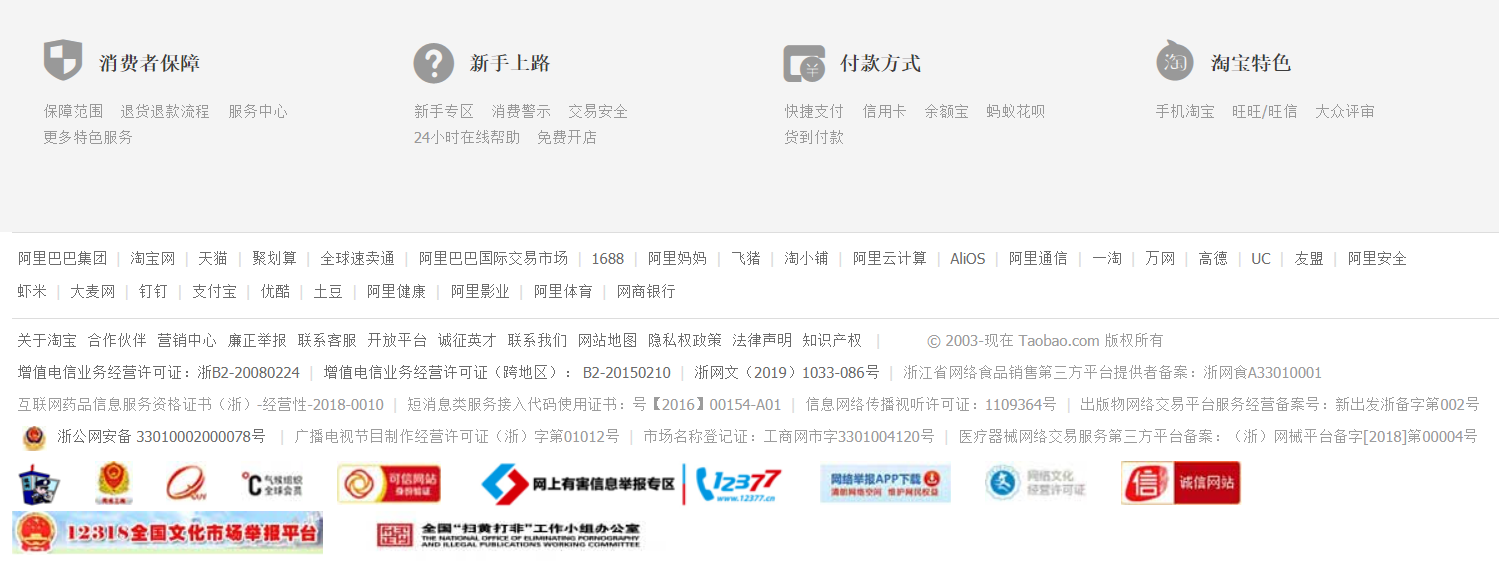 消费者保障
保障范围 退货退款流程 服务中心
更多特色服务
新手上路
新手专区 消费警示 交易安全
24小时在线帮助 免费开店
付款方式
快捷支付 信用卡 余额宝 蚂蚁花呗
货到付款
淘 淘宝特色
手机淘宝 旺旺/旺信 大众评审
阿里巴巴集团 | 淘宝网 | 天猫 | 聚划算 | 全球速卖通 | 阿里巴巴国际交易市场 | 1688 | 阿里妈妈 | 飞猪 | 淘小铺 | 阿里云计算 | AliOS | 阿里通信 | 一淘 | 万网 | 高德 | UC | 友盟 | 阿里安全
虾米 | 大麦网 | 钉钉 | 支付宝 | 优酷 | 土豆 | 阿里健康 | 阿里影业 | 阿里体育 | 网商银行
关于淘宝 合作伙伴 营销中心 廉正举报 联系客服 开放平台 诚征英才 联系我们 网站地图 隐私权政策 法律声明 知识产权 | © 2003-现在 Taobao.com 版权所有
增值电信业务经营许可证：浙B2-20080224 | 增值电信业务经营许可证（跨地区）： B2-20150210 | 浙网文（2019）1033-086号 | 浙江省网络食品销售第三方平台提供者备案：浙网食A33010001
互联网药品信息服务资格证书（浙）-经营性-2018-0010 | 短消息类服务接入代码使用证书：号【2016】00154-A01 | 信息网络传播视听许可证：1109364号 | 出版物网络交易平台服务经营备案号：新出发浙备字第002号
浙公网安备 33010002000078号 | 广播电视节目制作经营许可证（浙）字第01012号 | 市场名称登记证：工商网市字3301004120号 | 医疗器械网络交易服务第三方平台备案：（浙）网械平台备字[2018]第00004号
°C 气候组织
全球会员
可信网站
身份验证
网上有害信息举报专区
12377
www.12377.cn
网络举报APP下载
清朗网络空间 维护网民权益
网络文化
经营许可证
信 诚信网站
12318全国文化市场举报平台
全国“扫黄打非”工作小组办公室
THE NATIONAL OFFICE OF ELIMINATING PORNOGRAPHY
AND ILLEGAL PUBLICATIONS WORKING COMMITTEE